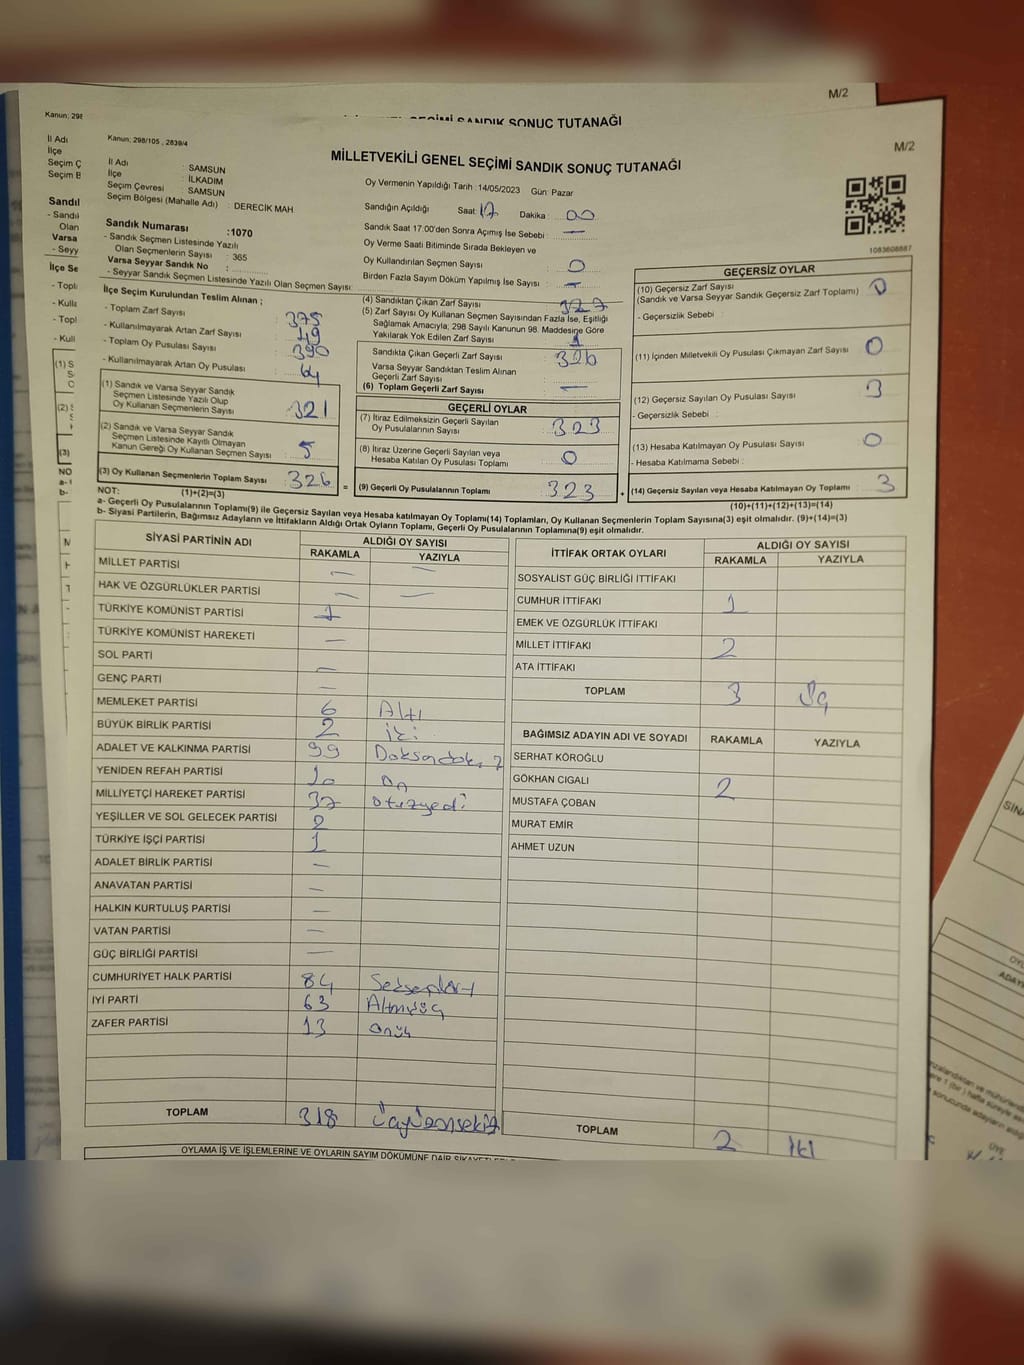 M/2
SANDIK SONUÇ TUTANAĞI
Kanun: 298/105 , 2839/4
MİLLETVEKİLİ GENEL SEÇİMİ SANDIK SONUÇ TUTANAĞI
M/2
İl Adı : SAMSUN
İlçe : İLKADIM
Seçim Çevresi : SAMSUN
Seçim Bölgesi (Mahalle Adı) : DERECİK MAH
Oy Vermenin Yapıldığı Tarih : 14/05/2023 Gün: Pazar
Sandığın Açıldığı Saat: 17 Dakika : 00
Sandık Saat 17:00'den Sonra Açımış İse Sebebi : —
Oy Verme Saati Bitiminde Sırada Bekleyen ve
Oy Kullandırılan Seçmen Sayısı : 0
Birden Fazla Sayım Döküm Yapılmış İse Sayısı : —
1083608887
Sandık Numarası :1070
- Sandık Seçmen Listesinde Yazılı
Olan Seçmenlerin Sayısı : 365
Varsa Seyyar Sandık No :
- Seyyar Sandık Seçmen Listesinde Yazılı Olan Seçmen Sayısı:
İlçe Seçim Kurulundan Teslim Alınan ;
- Toplam Zarf Sayısı : 375
- Kullanılmayarak Artan Zarf Sayısı : 49
- Toplam Oy Pusulası Sayısı : 390
- Kullanılmayarak Artan Oy Pusulası : 64
(1) Sandık ve Varsa Seyyar Sandık
Seçmen Listesinde Yazılı Olup
Oy Kullanan Seçmenlerin Sayısı : 321
(2) Sandık ve Varsa Seyyar Sandık
Seçmen Listesinde Kayıtlı Olmayan
Kanun Gereği Oy Kullanan Seçmen Sayısı : 5
(3) Oy Kullanan Seçmenlerin Toplam Sayısı : 326
(1)+(2)=(3)
(4) Sandıktan Çıkan Zarf Sayısı : 327
(5) Zarf Sayısı Oy Kullanan Seçmen Sayısından Fazla İse, Eşitliği
Sağlamak Amacıyla; 298 Sayılı Kanunun 98. Maddesine Göre
Yakılarak Yok Edilen Zarf Sayısı : 1
Sandıkta Çıkan Geçerli Zarf Sayısı : 326
Varsa Seyyar Sandıktan Teslim Alınan
Geçerli Zarf Sayısı :
(6) Toplam Geçerli Zarf Sayısı : —
GEÇERLİ OYLAR
(7) İtiraz Edilmeksizin Geçerli Sayılan
Oy Pusulalarının Sayısı : 323
(8) İtiraz Üzerine Geçerli Sayılan veya
Hesaba Katılan Oy Pusulası Toplamı : 0
= (9) Geçerli Oy Pusulalarının Toplamı : 323
GEÇERSİZ OYLAR
(10) Geçersiz Zarf Sayısı
(Sandık ve Varsa Seyyar Sandık Geçersiz Zarf Toplamı) : 0
- Geçersizlik Sebebi :
(11) İçinden Milletvekili Oy Pusulası Çıkmayan Zarf Sayısı : 0
(12) Geçersiz Sayılan Oy Pusulası Sayısı : 3
- Geçersizlik Sebebi :
(13) Hesaba Katılmayan Oy Pusulası Sayısı : 0
- Hesaba Katılmama Sebebi :
+ (14) Geçersiz Sayılan veya Hesaba Katılmayan Oy Toplamı : 3
(10)+(11)+(12)+(13)=(14)
NOT:
a- Geçerli Oy Pusulalarının Toplamı(9) ile Geçersiz Sayılan veya Hesaba katılmayan Oy Toplamı(14) Toplamları, Oy Kullanan Seçmenlerin Toplam Sayısına(3) eşit olmalıdır. (9)+(14)=(3)
b- Siyasi Partilerin, Bağımsız Adayların ve İttifakların Aldığı Ortak Oyların Toplamı, Geçerli Oy Pusulalarının Toplamına(9) eşit olmalıdır.
SİYASİ PARTİNİN ADI ALDIĞI OY SAYISI
RAKAMLA YAZIYLA
MİLLET PARTİSİ — —
HAK VE ÖZGÜRLÜKLER PARTİSİ — —
TÜRKİYE KOMÜNİST PARTİSİ 1
TÜRKİYE KOMÜNİST HAREKETİ —
SOL PARTİ —
GENÇ PARTİ —
MEMLEKET PARTİSİ 6 Altı
BÜYÜK BİRLİK PARTİSİ 2 iki
ADALET VE KALKINMA PARTİSİ 99
YENİDEN REFAH PARTİSİ 10 on
MİLLİYETÇİ HAREKET PARTİSİ 37 otuzyedi
YEŞİLLER VE SOL GELECEK PARTİSİ 2
TÜRKİYE İŞÇİ PARTİSİ 1
ADALET BİRLİK PARTİSİ —
ANAVATAN PARTİSİ —
HALKIN KURTULUŞ PARTİSİ —
VATAN PARTİSİ —
GÜÇ BİRLİĞİ PARTİSİ —
CUMHURİYET HALK PARTİSİ 84 Seksendört
İYİ PARTİ 63 Altmışüç
ZAFER PARTİSİ 13 onüç
TOPLAM 318 üçyüzonsekiz
İTTİFAK ORTAK OYLARI ALDIĞI OY SAYISI
RAKAMLA YAZIYLA
SOSYALİST GÜÇ BİRLİĞİ İTTİFAKI
CUMHUR İTTİFAKI 1
EMEK VE ÖZGÜRLÜK İTTİFAKI
MİLLET İTTİFAKI 2
ATA İTTİFAKI
TOPLAM 3 üç
BAĞIMSIZ ADAYIN ADI VE SOYADI RAKAMLA YAZIYLA
SERHAT KÖROĞLU
GÖKHAN CIGALI 2
MUSTAFA ÇOBAN
MURAT EMİR
AHMET UZUN
TOPLAM 2 iki
OYLAMA İŞ VE İŞLEMLERİNE VE OYLARIN SAYIM DÖKÜMÜNE DAİR